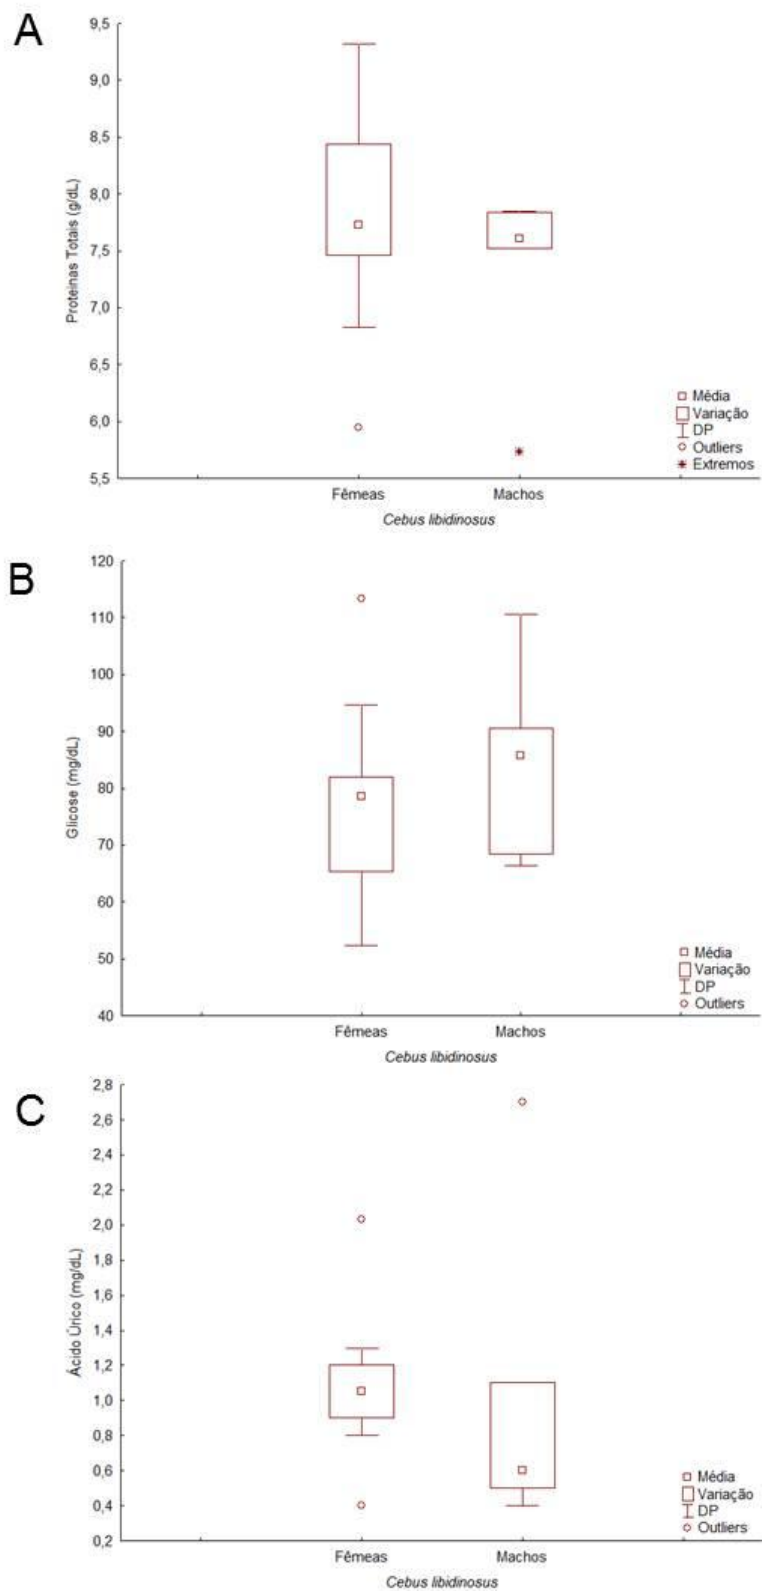 A
9,5
9,0
8,5
8,0
7,5
7,0
6,5
6,0
5,5
Proteinas Totais (g/dL)
Média
Variação
DP
Outliers
Extremos
Fêmeas Machos
Cebus libidinosus
B
120
110
100
90
80
70
60
50
40
Glicose (mg/dL)
Média
Variação
DP
Outliers
Fêmeas Machos
Cebus libidinosus
C
2,8
2,6
2,4
2,2
2,0
1,8
1,6
1,4
1,2
1,0
0,8
0,6
0,4
0,2
Ácido Úrico (mg/dL)
Média
Variação
DP
Outliers
Fêmeas Machos
Cebus libidinosus